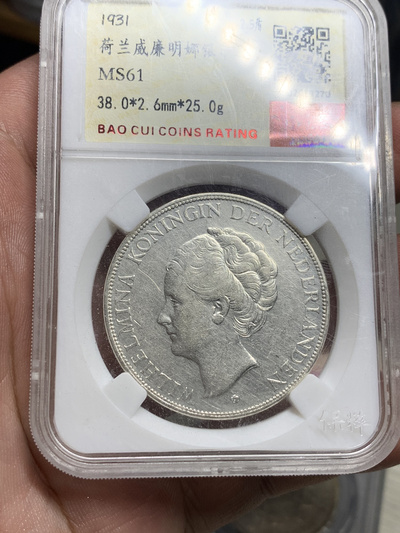 1931
荷兰威廉明娜
MS61
38.0*2.6mm*25.0g
BAO CUI COINS RATING
WILHELMINA KONINGIN DER NEDERLANDEN